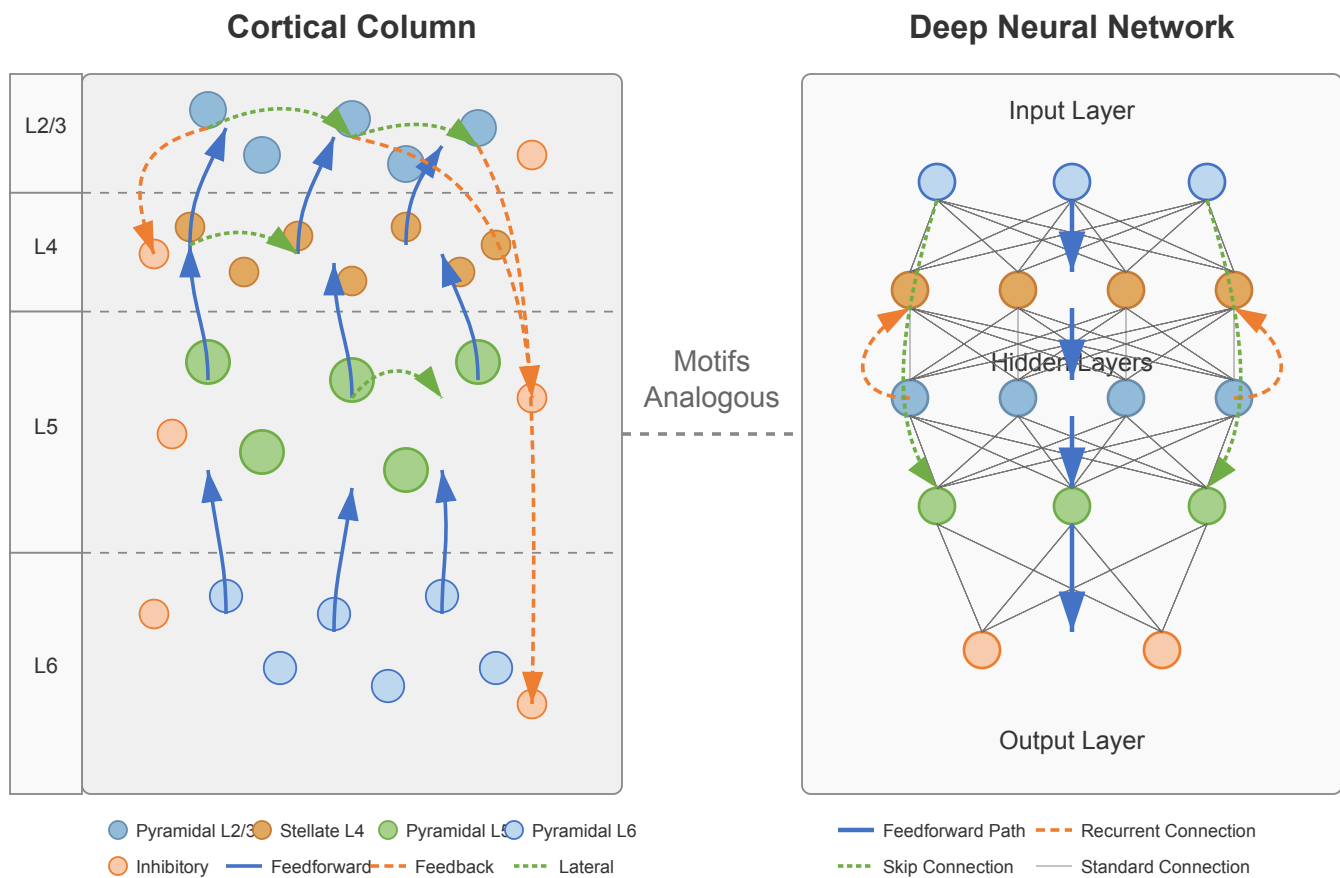 Cortical Column
Deep Neural Network
L2/3
L4
L5
L6
Motifs
Analogous
Input Layer
Hidden Layers
Output Layer
Pyramidal L2/3
Stellate L4
Pyramidal L5
Pyramidal L6
Inhibitory
Feedforward
Feedback
Lateral
Feedforward Path
Recurrent Connection
Skip Connection
Standard Connection